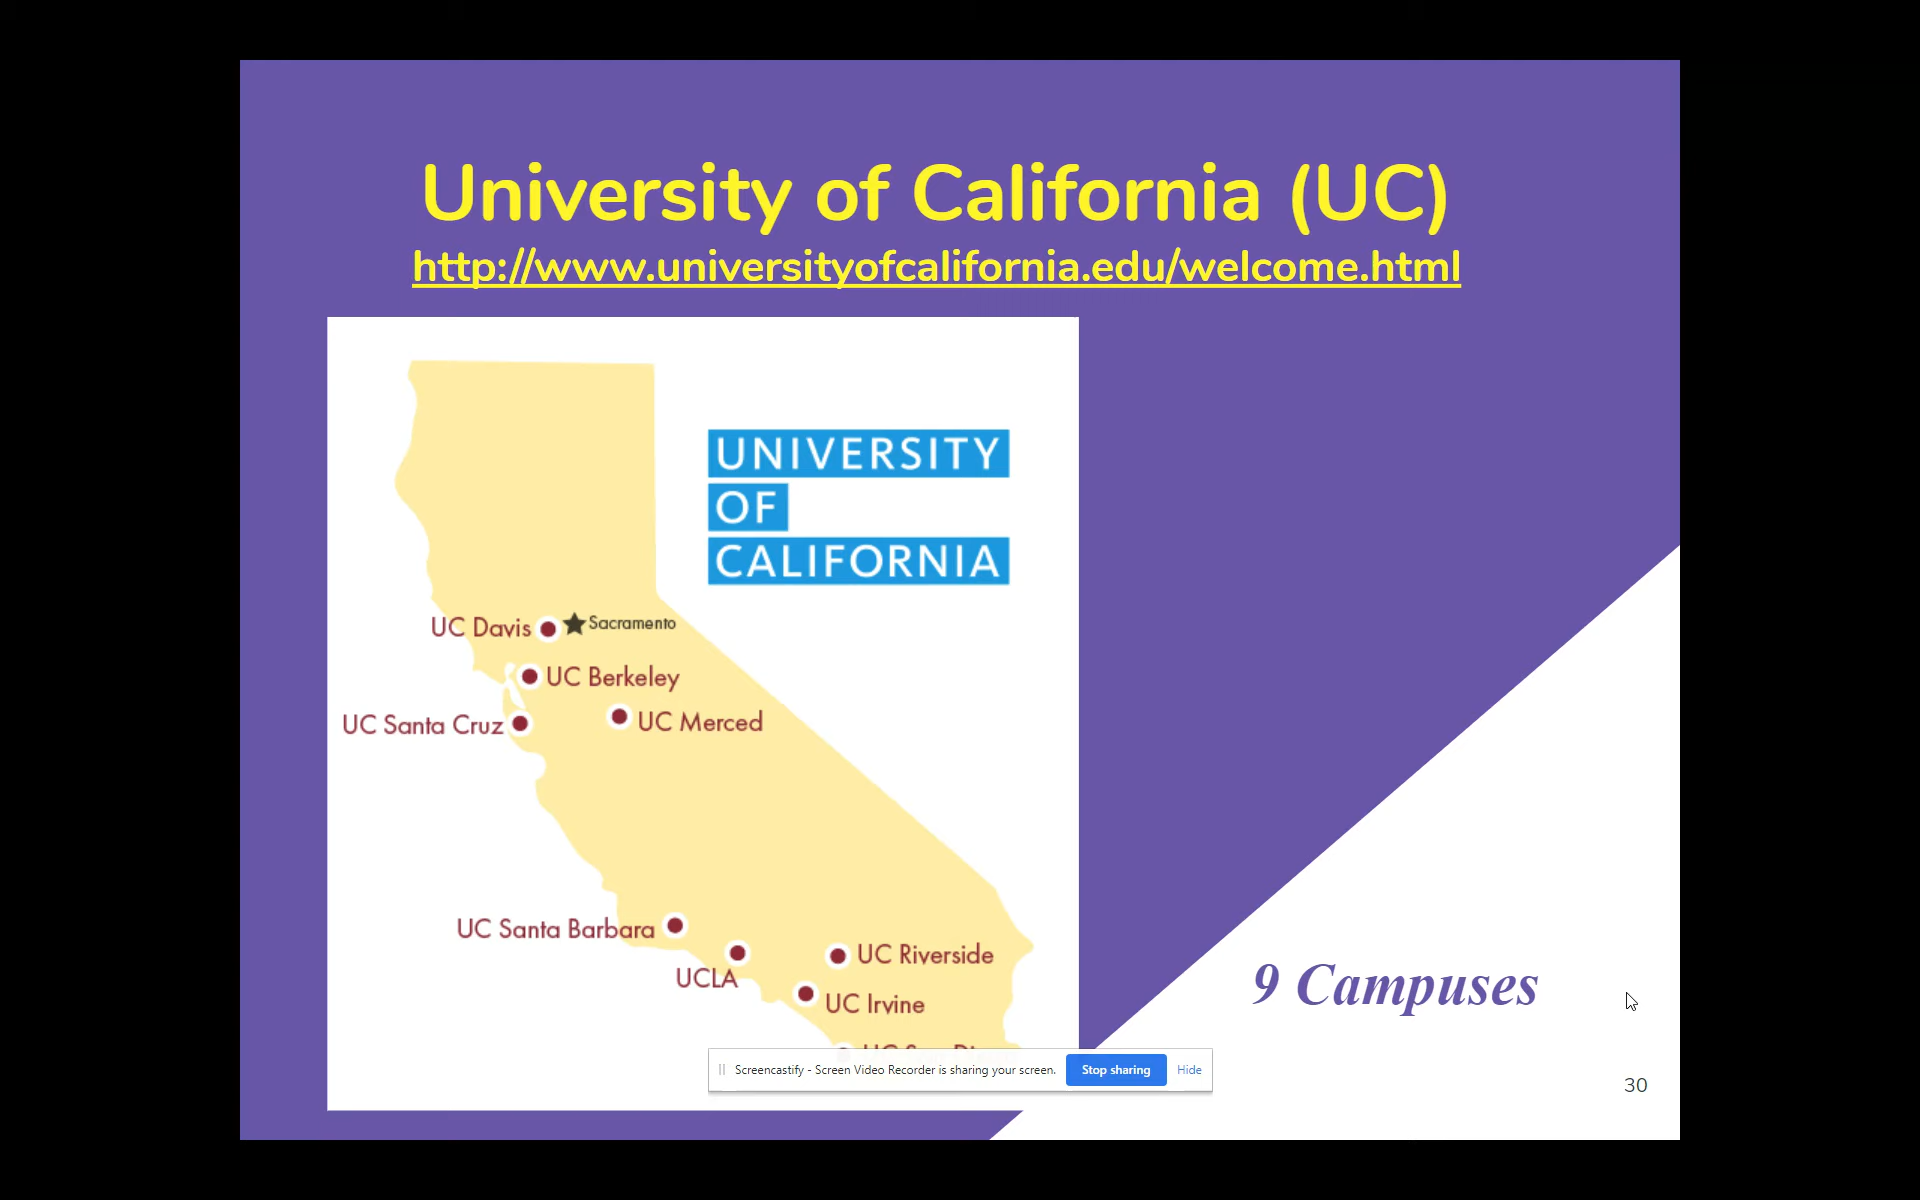 University of California (UC)
http://www.universityofcalifornia.edu/welcome.html
UNIVERSITY
OF
CALIFORNIA
UC Davis
Sacramento
UC Berkeley
UC Santa Cruz
UC Merced
UC Santa Barbara
UCLA
UC Riverside
UC Irvine
9 Campuses
Screencastify - Screen Video Recorder is sharing your screen.
Stop sharing
Hide
30